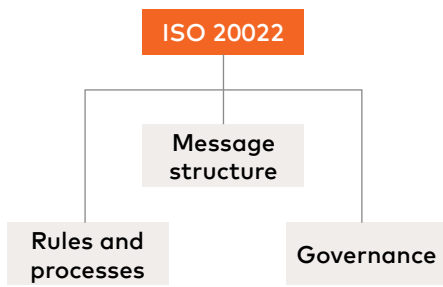 ISO 20022
Message
structure
Rules and
processes
Governance